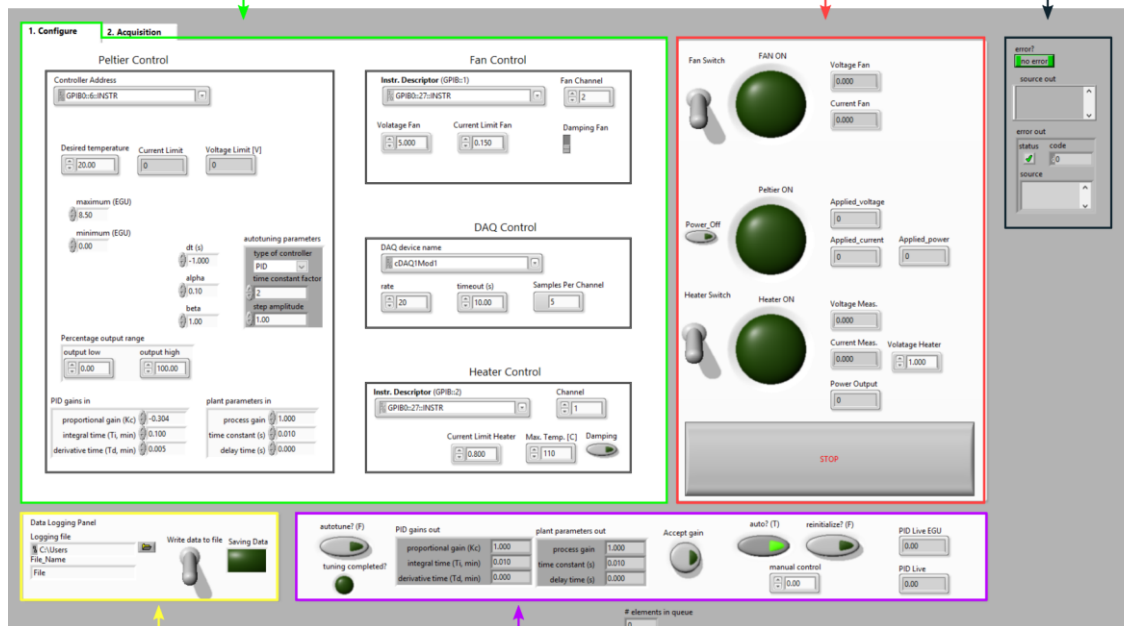 1. Configure
2. Acquisition
Peltier Control
Controller Address
GPIB0::6::INSTR
Desired temperature
Current Limit
Voltage Limit [V]
20.00
0
0
maximum (EGU)
8.50
minimum (EGU)
0.00
dt (s)
-1.000
alpha
0.10
beta
1.00
autotuning parameters
type of controller
PID
time constant factor
2
step amplitude
1.00
Percentage output range
output low
output high
0.00
100.00
PID gains in
proportional gain (Kc) -0.304
integral time (Ti, min) 0.100
derivative time (Td, min) 0.005
plant parameters in
process gain 1.000
time constant (s) 0.010
delay time (s) 0.000
Fan Control
Instr. Descriptor (GPIB::1)
Fan Channel
GPIB0::27::INSTR
2
Volatage Fan
Current Limit Fan
Damping Fan
5.000
0.150
DAQ Control
DAQ device name
cDAQ1Mod1
rate
timeout (s)
Samples Per Channel
20
10.00
5
Heater Control
Instr. Descriptor (GPIB::2)
Channel
GPIB0::27::INSTR
1
Current Limit Heater
Mas. Temp. [C]
Damping
0.800
110
Fan Switch
FAN ON
Voltage Fan
0.000
Current Fan
0.000
Peltier ON
Power_Off
Applied_voltage
0
Applied_current
Applied_power
0
0
Heater Switch
Heater ON
Voltage Meas.
0.000
Current Meas.
Volatage Heater
0.000
1.000
Power Output
0
STOP
error?
no error
source out
error out
status
code
0
source
Data Logging Panel
Logging file
C:\Users
File_Name
File
Write data to file
Saving Data
autotune? (F)
tuning completed?
PID gains out
proportional gain (Kc) 1.000
integral time (Ti, min) 0.010
derivative time (Td, min) 0.000
plant parameters out
process gain 1.000
time constant (s) 0.010
delay time (s) 0.000
Accept gain
auto? (T)
reinitialize? (F)
manual control
0.00
PID Live EGU
0.00
PID Live
0.00
# elements in queue
0